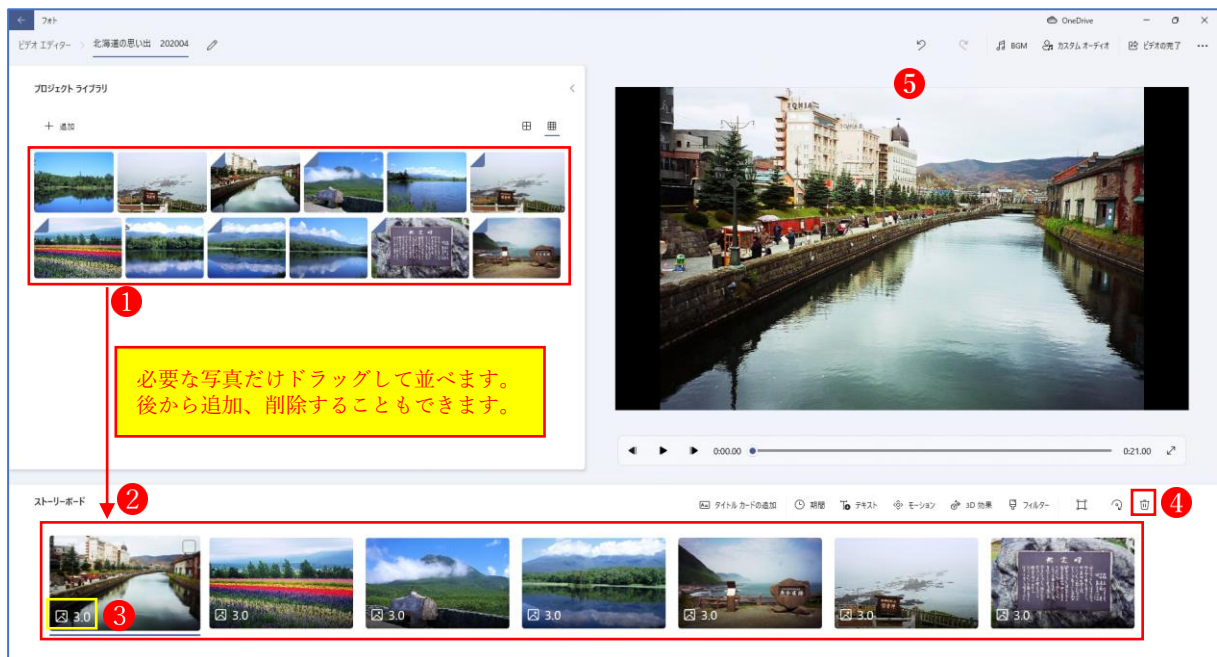 フォト
OneDrive
ビデオ エディター > 北海道の思い出 202004
BGM カスタム オーディオ ビデオの完了 ...
プロジェクト ライブラリ
+ 追加
5
1
必要な写真だけドラッグして並べます。
後から追加、削除することもできます。
0:00.00
0:21.00
ストーリーボード
2
タイトル カードの追加 期間 テキスト モーション 3D 効果 フィルター
4
3.0
3
3.0
3.0
3.0
3.0
3.0
3.0